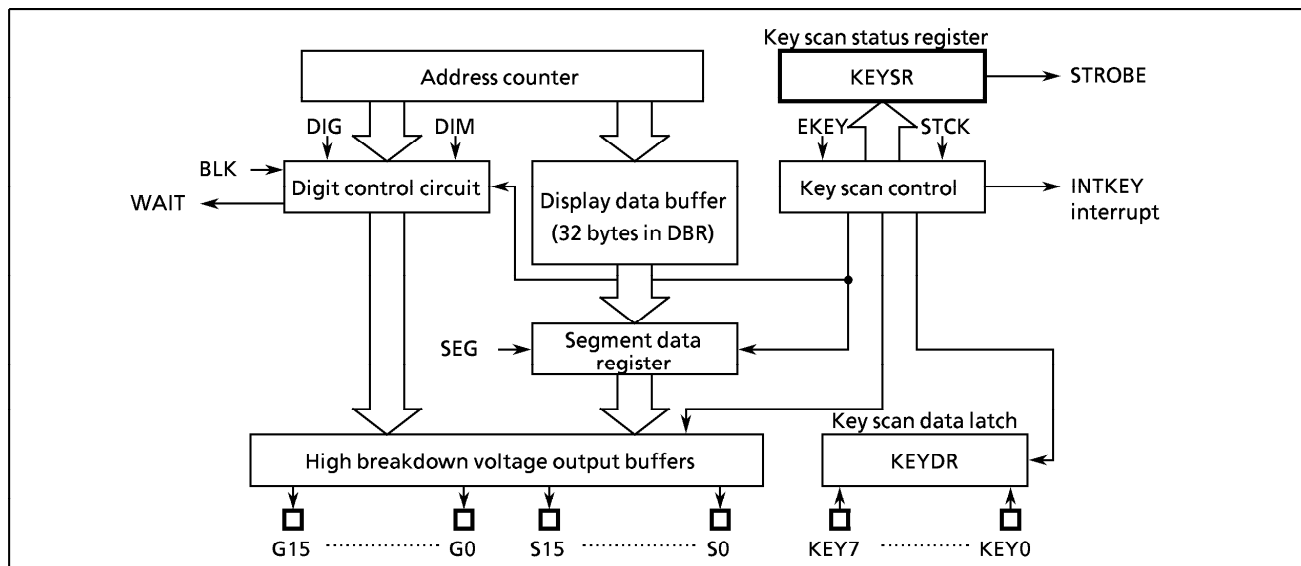 Key scan status register
Address counter
KEYSR
STROBE
DIG
DIM
EKEY
STCK
BLK
Digit control circuit
Key scan control
INTKEY
interrupt
WAIT
Display data buffer
(32 bytes in DBR)
SEG
Segment data
register
Key scan data latch
High breakdown voltage output buffers
KEYDR
G15 ............... G0 S15 ............... S0 KEY7 ............... KEY0